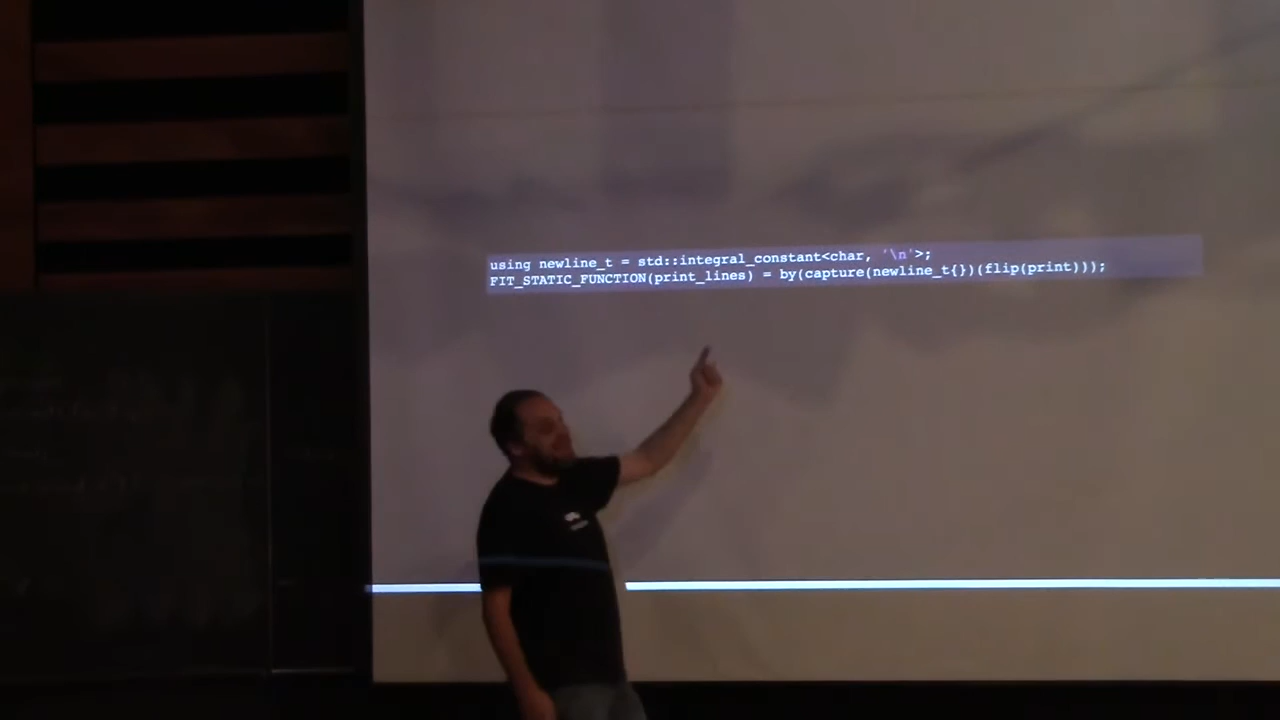 using newline_t = std::integral_constant<char, '\n'>;
FIT_STATIC_FUNCTION(print_lines) = by(capture(newline_t{})(flip(print)));